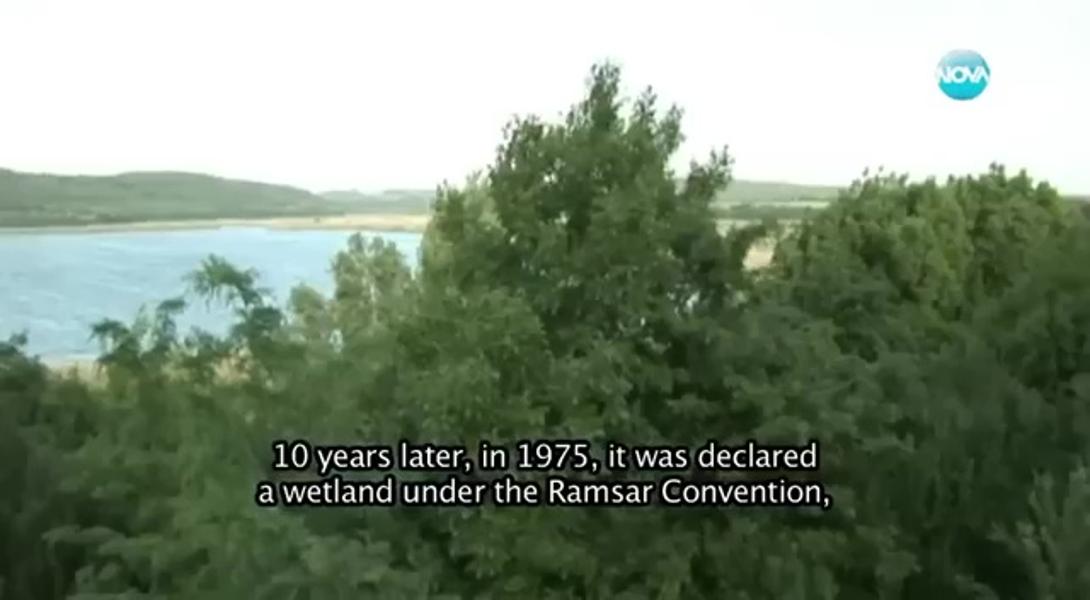 NOVA
10 years later, in 1975, it was declared
a wetland under the Ramsar Convention,